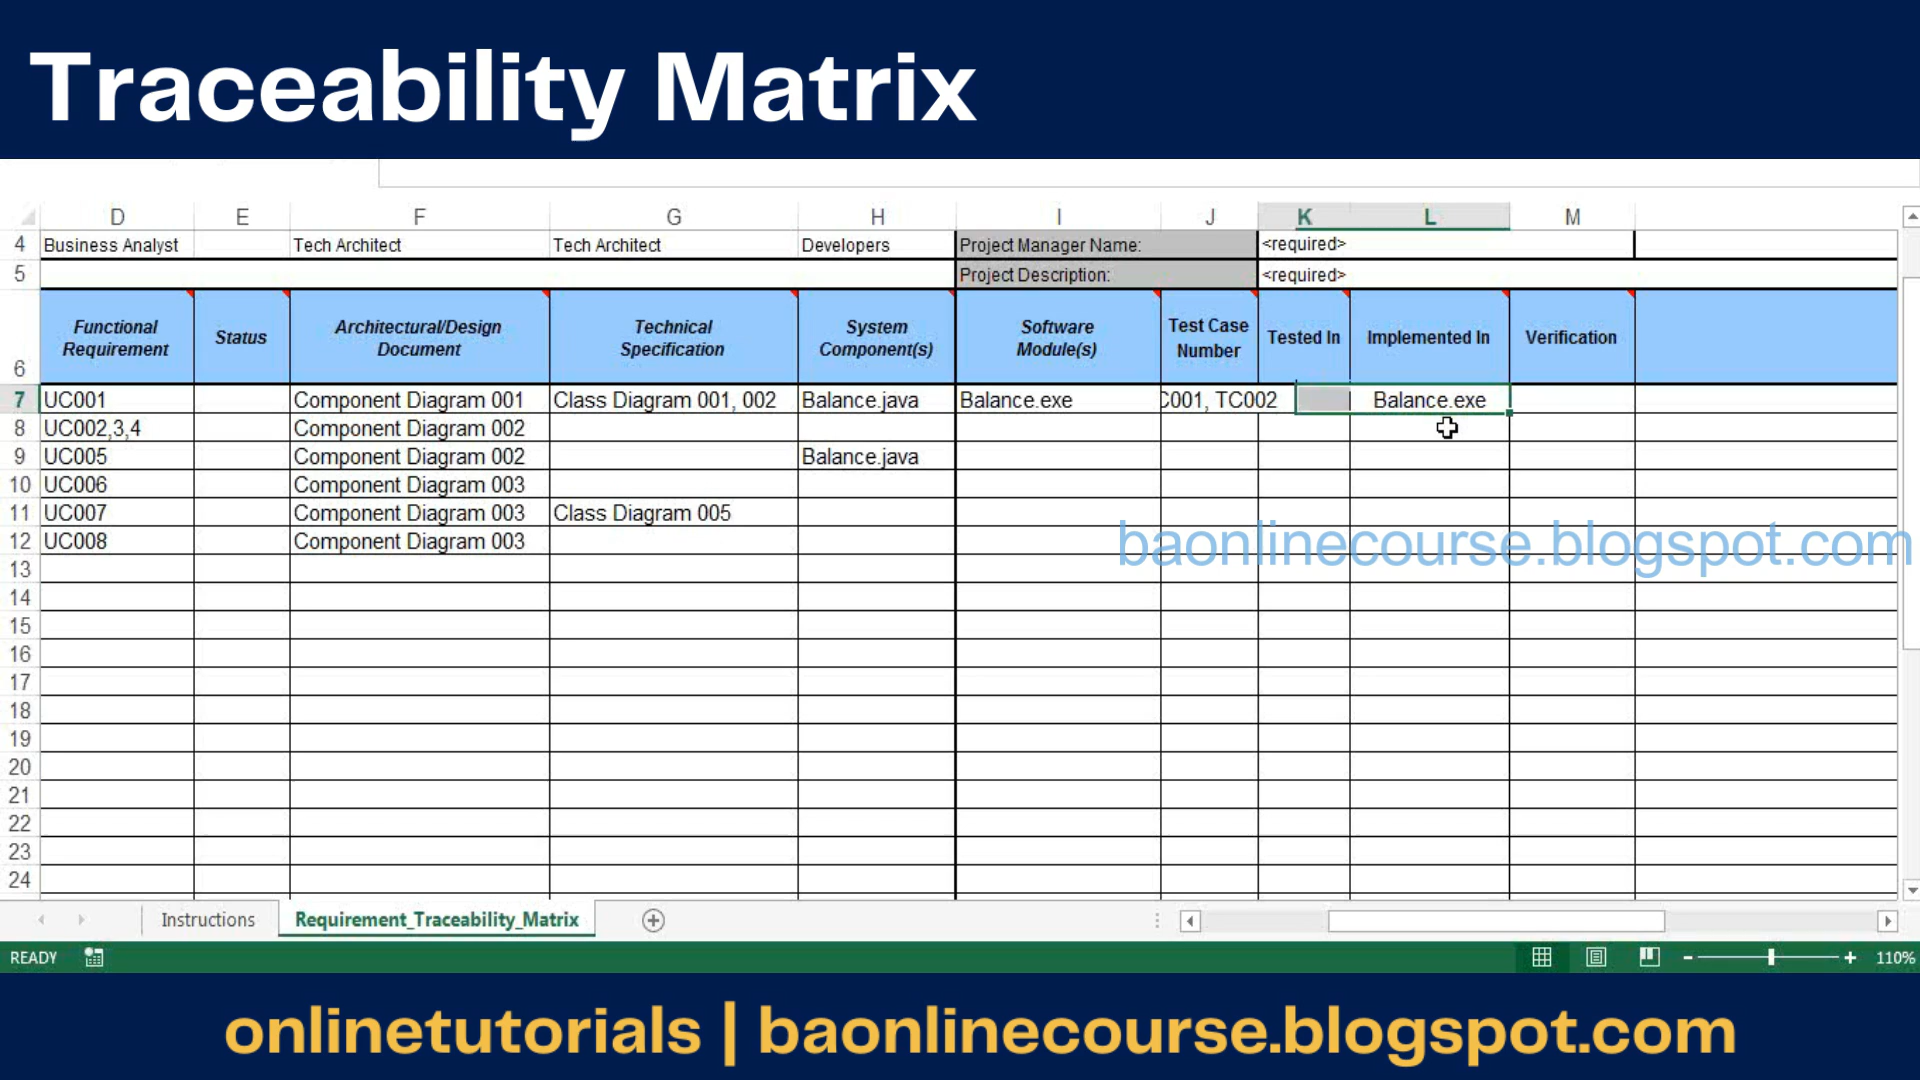 Traceability Matrix
D E F G H I J K L M
4 Business Analyst Tech Architect Tech Architect Developers Project Manager Name: <required>
5 Project Description: <required>
6 Functional Requirement Status Architectural/Design Document Technical Specification System Component(s) Software Module(s) Test Case Number Tested In Implemented In Verification
7 UC001 Component Diagram 001 Class Diagram 001, 002 Balance.java Balance.exe C001, TC002 Balance.exe
8 UC002,3,4 Component Diagram 002
9 UC005 Component Diagram 002 Balance.java
10 UC006 Component Diagram 003
11 UC007 Component Diagram 003 Class Diagram 005
12 UC008 Component Diagram 003
baonlinecourse.blogspot.com
13
14
15
16
17
18
19
20
21
22
23
24
Instructions Requirement_Traceability_Matrix
READY 110%
onlinetutorials | baonlinecourse.blogspot.com